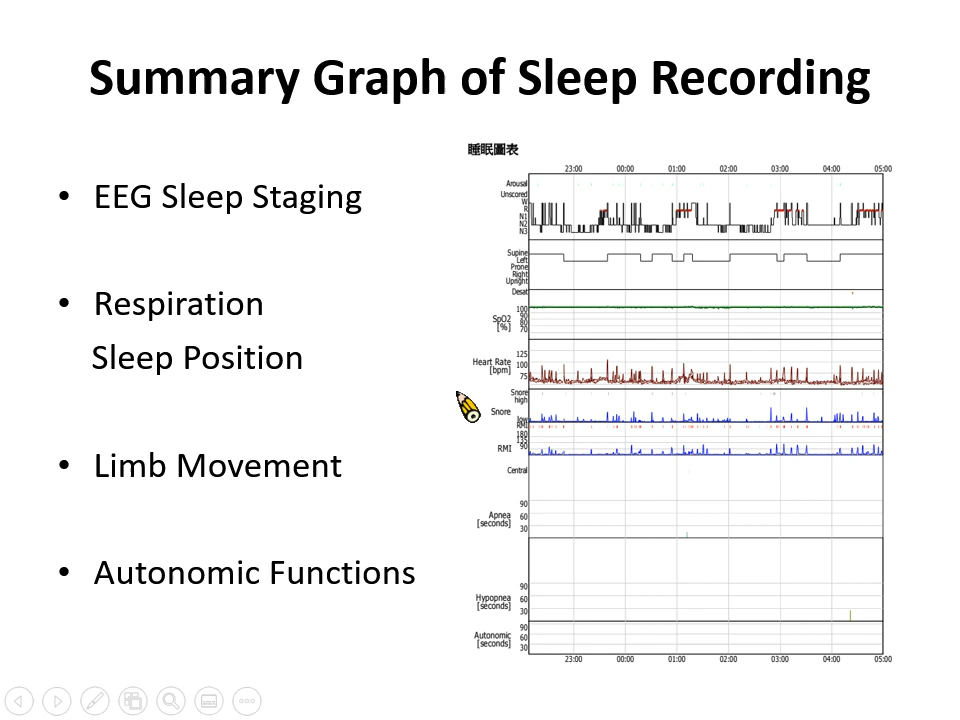 Summary Graph of Sleep Recording
• EEG Sleep Staging
• Respiration
Sleep Position
• Limb Movement
• Autonomic Functions
睡眠圖表
23:00 00:00 01:00 02:00 03:00 04:00 05:00
Arousal
Unscored
W
R
N1
N2
N3
Supine
Left
Prone
Right
Upright
Desat
SpO2
[%]
100
90
80
70
Heart Rate
[bpm]
125
100
75
Snore
high
Snore
low
RMI
180
135
90
RMI
Central
Apnea
[seconds]
90
60
30
Hypopnea
[seconds]
90
60
30
Autonomic
[seconds]
90
60
30
23:00 00:00 01:00 02:00 03:00 04:00 05:00